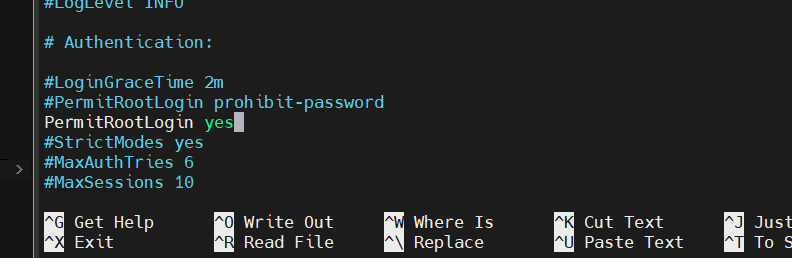 #LogLevel INFO
# Authentication:
#LoginGraceTime 2m
#PermitRootLogin prohibit-password
PermitRootLogin yes
#StrictModes yes
#MaxAuthTries 6
#MaxSessions 10
^G Get Help ^O Write Out ^W Where Is ^K Cut Text ^J Just
^X Exit ^R Read File ^\ Replace ^U Paste Text ^T To S